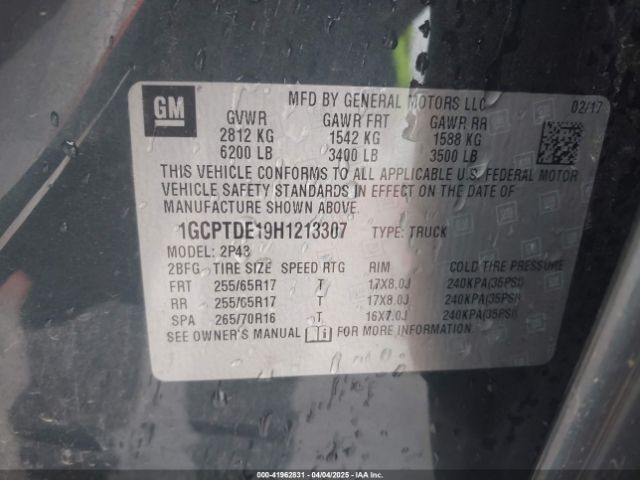 GM
MFD BY GENERAL MOTORS LLC 02/17
GVWR GAWR FRT GAWR RR
2812 KG 1542 KG 1588 KG
6200 LB 3400 LB 3500 LB
THIS VEHICLE CONFORMS TO ALL APPLICABLE U.S. FEDERAL MOTOR
VEHICLE SAFETY STANDARDS IN EFFECT ON THE DATE OF
MANUFACTURE SHOWN ABOVE.
1GCPTDE19H1213307 TYPE: TRUCK
MODEL: 2P43
2BFG TIRE SIZE SPEED RTG RIM COLD TIRE PRESSURE
FRT 255/65R17 T 17X8.0J 240KPA(35PSI)
RR 255/65R17 T 17X8.0J 240KPA(35PSI)
SPA 265/70R16 T 16X7.0J 240KPA(35PSI)
SEE OWNER'S MANUAL FOR MORE INFORMATION
000-41962831 - 04/04/2025 - COPYRIGHT IAA, LLC.